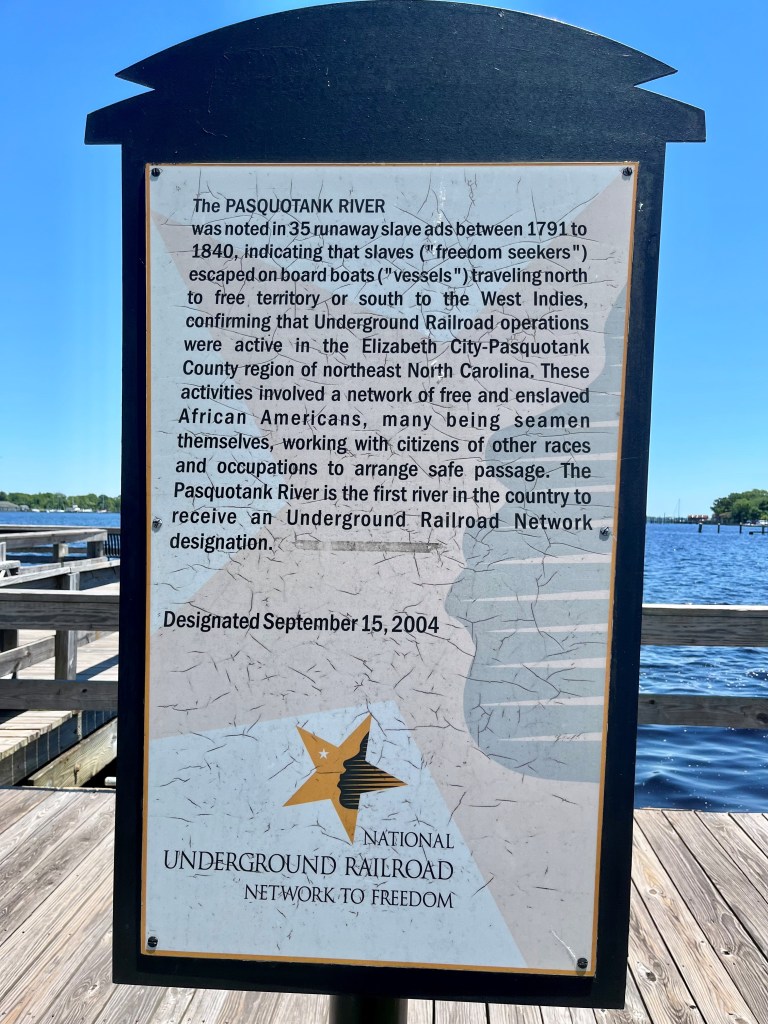 The PASQUOTANK RIVER
was noted in 35 runaway slave ads between 1791 to
1840, indicating that slaves ("freedom seekers")
escaped on board boats ("vessels") traveling north
to free territory or south to the West Indies,
confirming that Underground Railroad operations
were active in the Elizabeth City-Pasquotank
County region of northeast North Carolina. These
activities involved a network of free and enslaved
African Americans, many being seamen
themselves, working with citizens of other races
and occupations to arrange safe passage. The
Pasquotank River is the first river in the country to
receive an Underground Railroad Network
designation.
Designated September 15, 2004
NATIONAL
UNDERGROUND RAILROAD
NETWORK TO FREEDOM